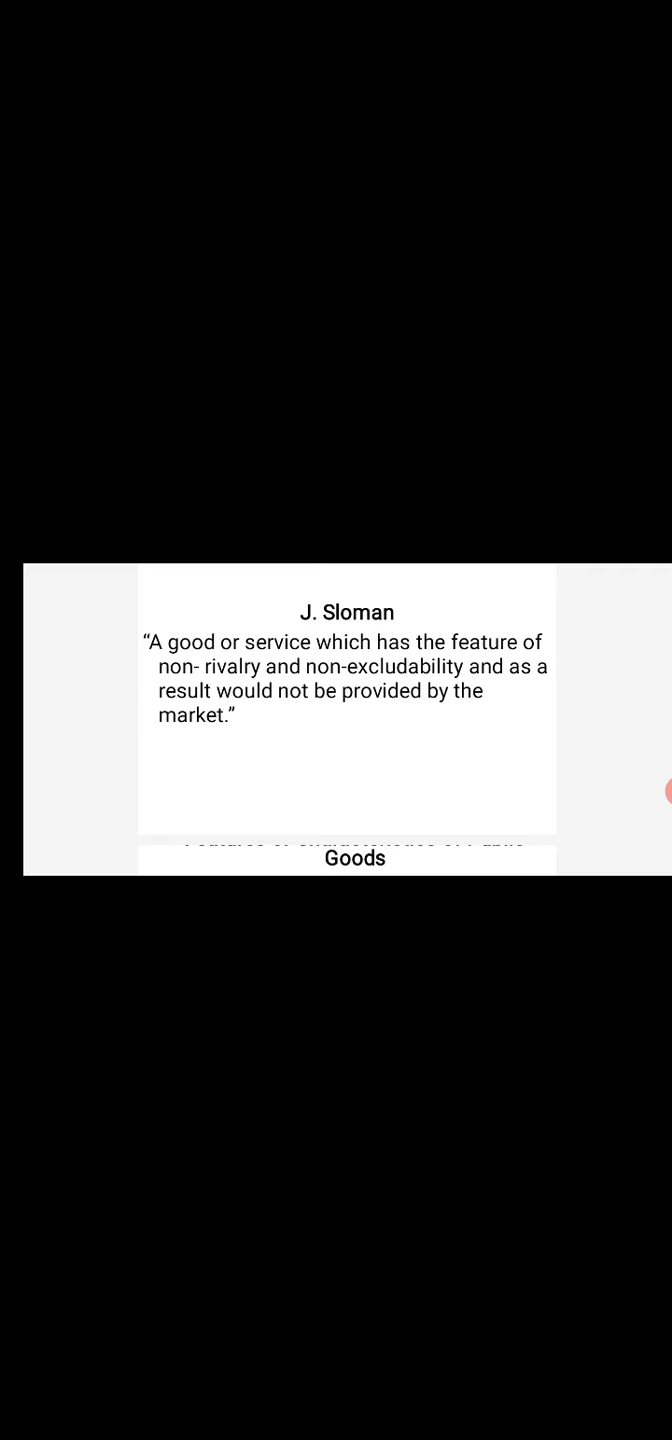 J. Sloman
“A good or service which has the feature of
non- rivalry and non-excludability and as a
result would not be provided by the
market.”
Goods